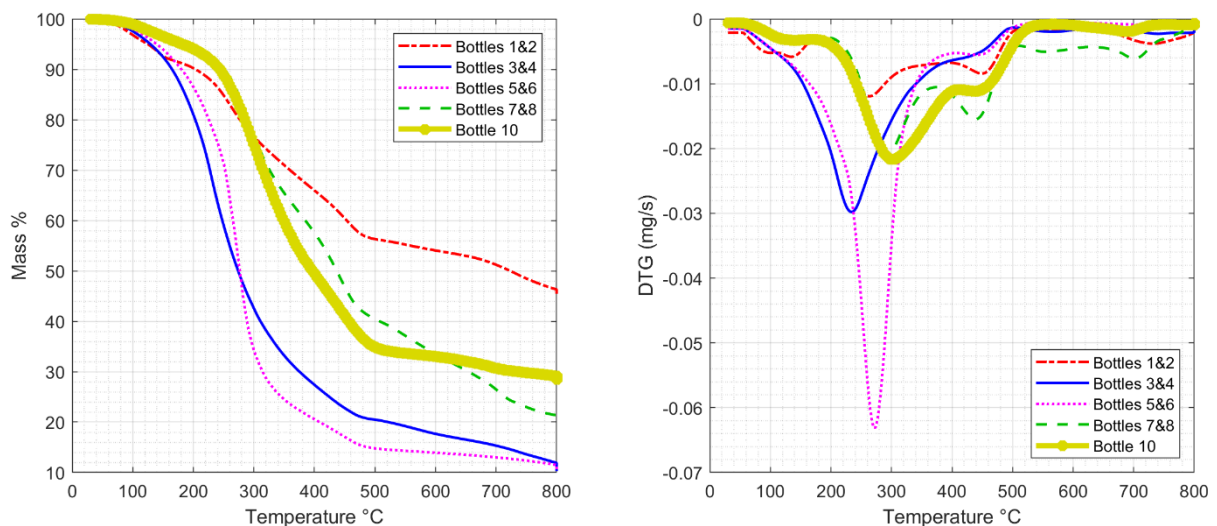 100
90
80
70
60
50
40
30
20
10
Mass %
0
100
200
300
400
500
600
700
800
Temperature °C
Bottles 1&2
Bottles 3&4
Bottles 5&6
Bottles 7&8
Bottle 10
0
-0.01
-0.02
-0.03
-0.04
-0.05
-0.06
-0.07
DTG (mg/s)
0
100
200
300
400
500
600
700
800
Temperature °C
Bottles 1&2
Bottles 3&4
Bottles 5&6
Bottles 7&8
Bottle 10